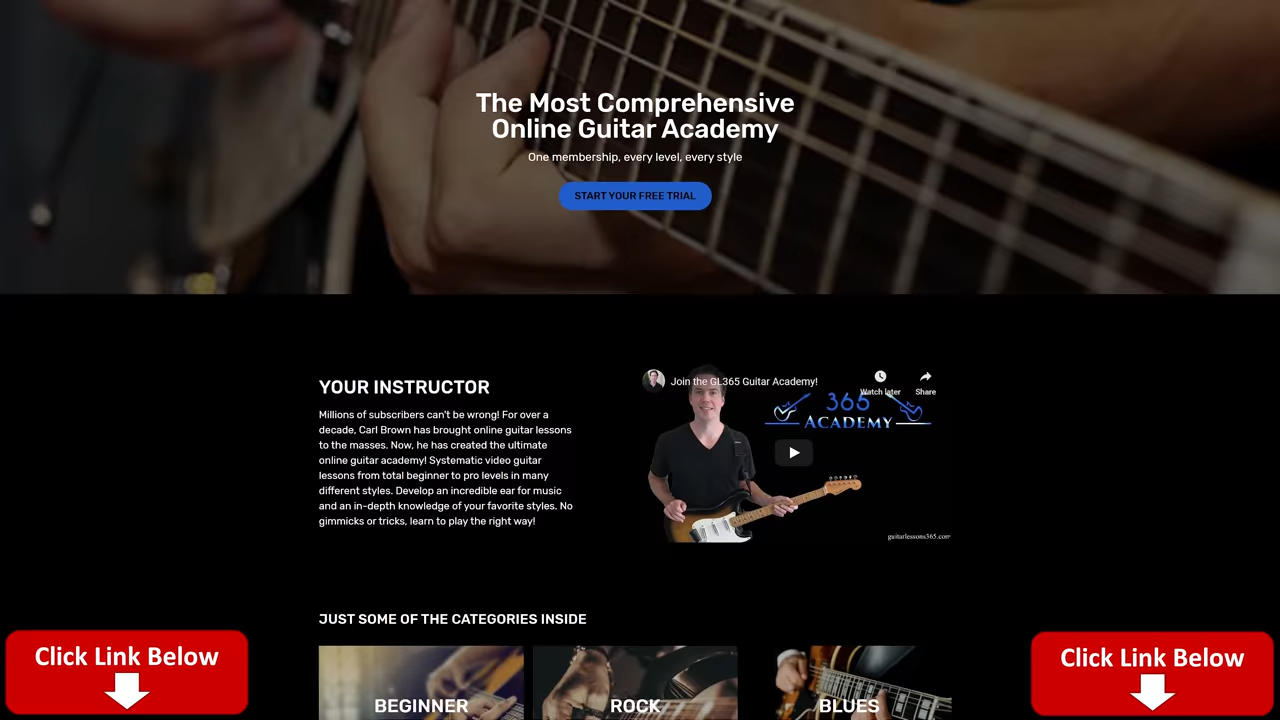 The Most Comprehensive
Online Guitar Academy
One membership, every level, every style
START YOUR FREE TRIAL
YOUR INSTRUCTOR
Millions of subscribers can't be wrong! For over a
decade, Carl Brown has brought online guitar lessons
to the masses. Now, he has created the ultimate
online guitar academy! Systematic video guitar
lessons from total beginner to pro levels in many
different styles. Develop an incredible ear for music
and an in-depth knowledge of your favorite styles. No
gimmicks or tricks, learn to play the right way!
Join the GL365 Guitar Academy!
Watch later
Share
365
ACADEMY
guitarlessons365.com
JUST SOME OF THE CATEGORIES INSIDE
BEGINNER
ROCK
BLUES
Click Link Below
Click Link Below